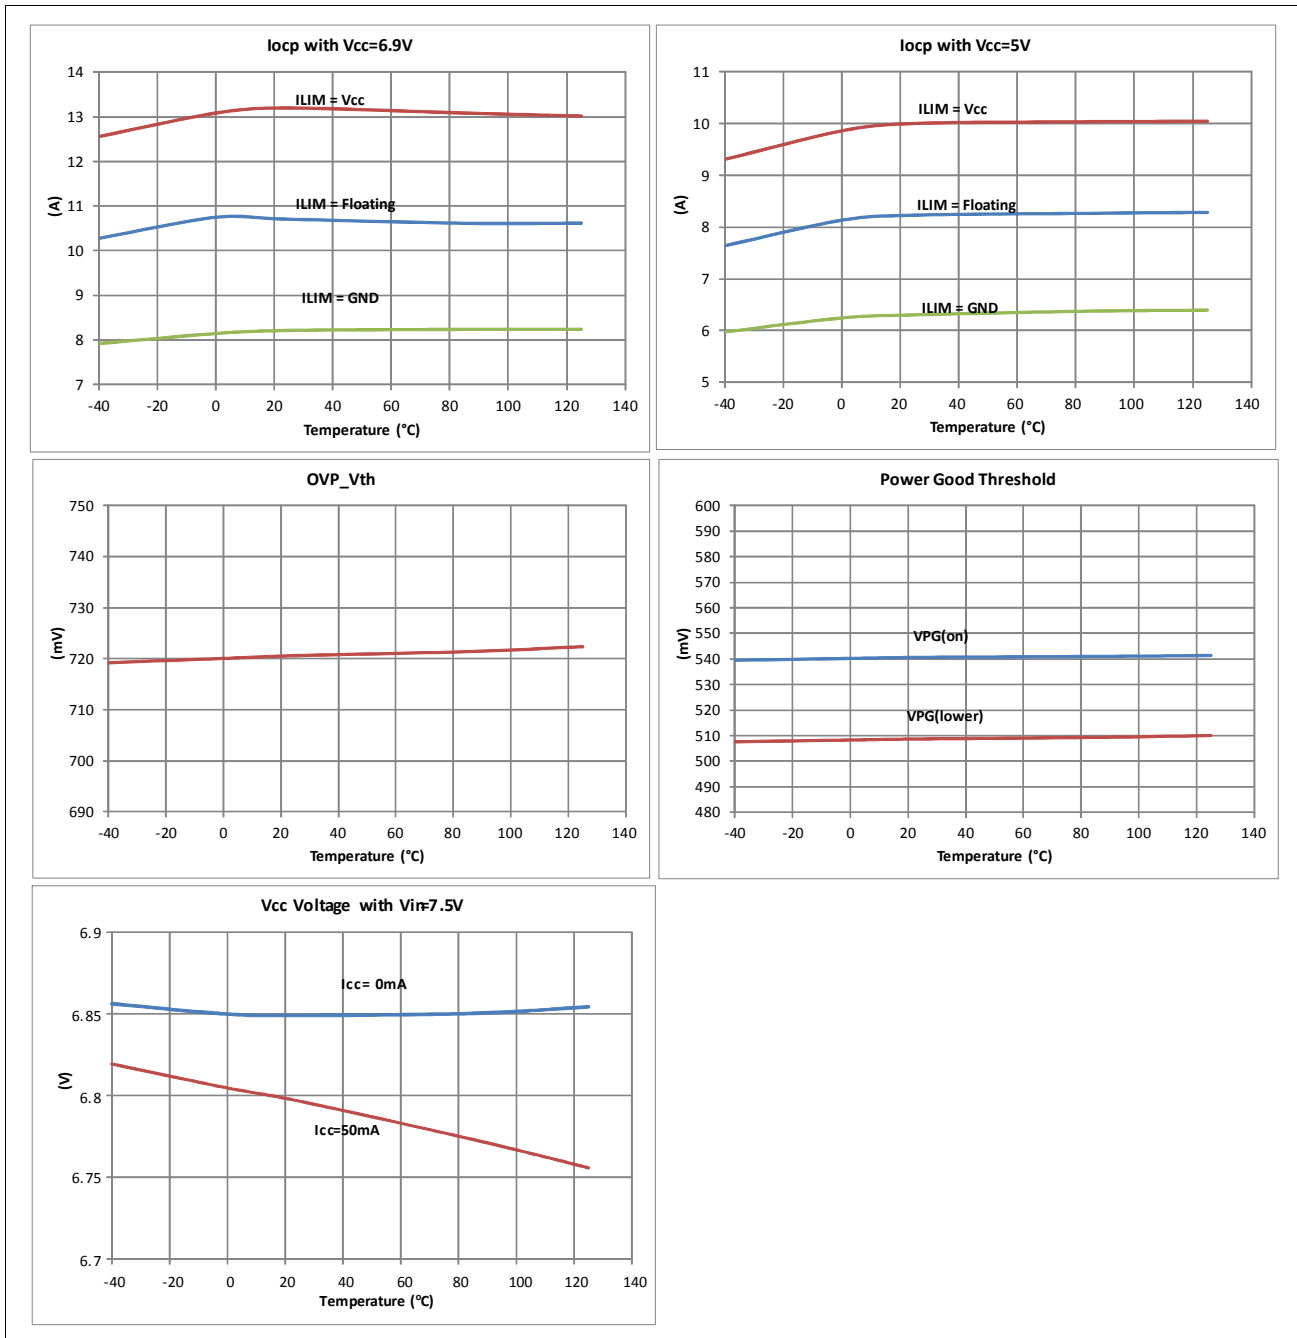 Iocp with Vcc=6.9V
14
13
12
11
10
9
8
7
(A)
ILIM = Vcc
ILIM = Floating
ILIM = GND
-40 -20 0 20 40 60 80 100 120 140
Temperature (°C)
Iocp with Vcc=5V
11
10
9
8
7
6
5
(A)
ILIM = Vcc
ILIM = Floating
ILIM = GND
-40 -20 0 20 40 60 80 100 120 140
Temperature (°C)
OVP_Vth
750
740
730
720
710
700
690
(mV)
-40 -20 0 20 40 60 80 100 120 140
Temperature (°C)
Power Good Threshold
600
590
580
570
560
550
540
530
520
510
500
490
480
(mV)
VPG(on)
VPG(lower)
-40 -20 0 20 40 60 80 100 120 140
Temperature (°C)
Vcc Voltage with Vin=7.5V
6.9
6.85
6.8
6.75
6.7
(V)
Icc= 0mA
Icc=50mA
-40 -20 0 20 40 60 80 100 120 140
Temperature (°C)